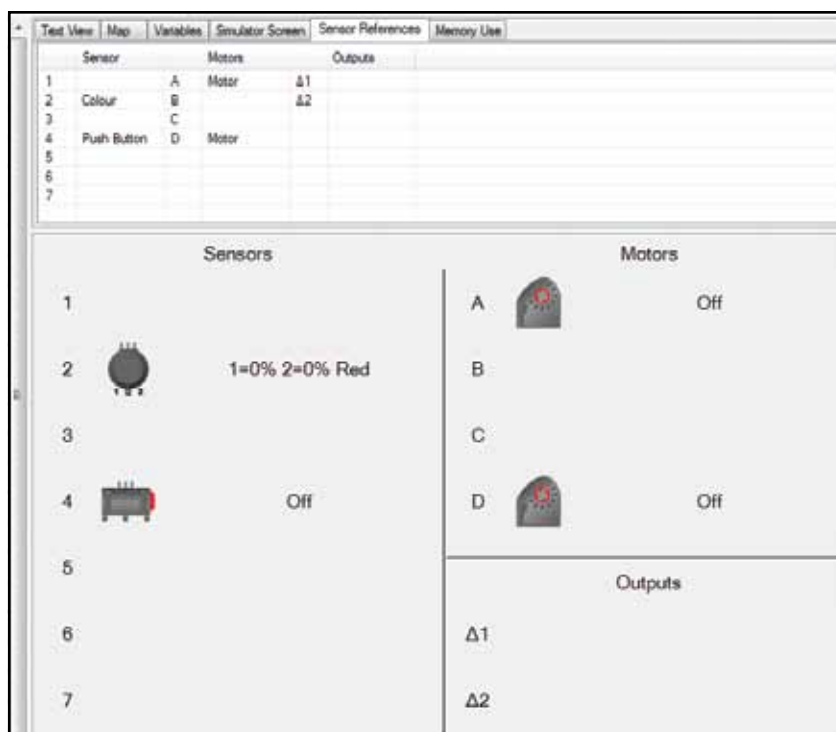 Text View Map Variables Simulator Screen Sensor References Memory Use
Sensor Motors Outputs
1 A Motor Δ1
2 Colour B Δ2
3 C
4 Push Button D Motor
5
6
7
Sensors
1
2 1=0% 2=0% Red
3
4 Off
5
6
7
Motors
A Off
B
C
D Off
Outputs
Δ1
Δ2